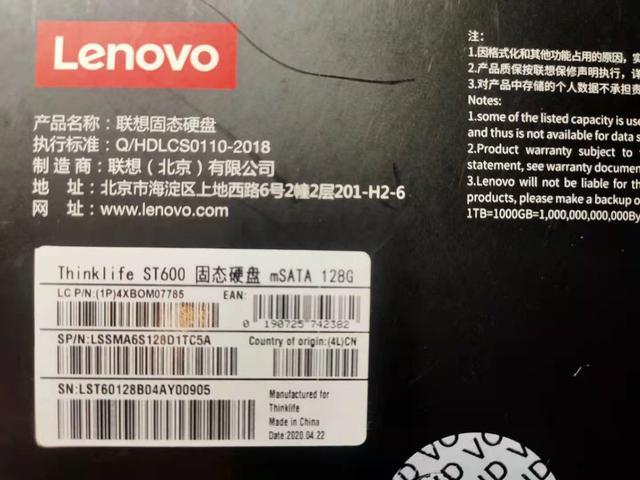 Lenovo
产品名称：联想固态硬盘
执行标准：Q/HDLCS0110-2018
制 造 商：联想（北京）有限公司
地　址：北京市海淀区上地西路6号2幢2层201-H2-6
网　址：www.lenovo.com
Thinklife ST600 固态硬盘 mSATA 128G
LC P/N:(1P)4XB0M07785
EAN:
0 190725 742382
SP/N:LSSMA6S128D1TC5A
Country of origin:(4L)CN
SN:LST60128B04AY00905
Manufactured for
Thinklife
Made in China
Date:2020.04.22
注：
1.因格式化和其他功能占用的原因，实
2.产品质保按联想保修声明执行，详
3.对产品中存储的个人数据不承担责
Notes:
1.some of the listed capacity is use
and thus is not available for data s
2.Product warranty subject to
statement, see warranty documen
3.Lenovo will not be liable for the
products, please make a backup o
1TB=1000GB=1,000,000,000,000By
VOID